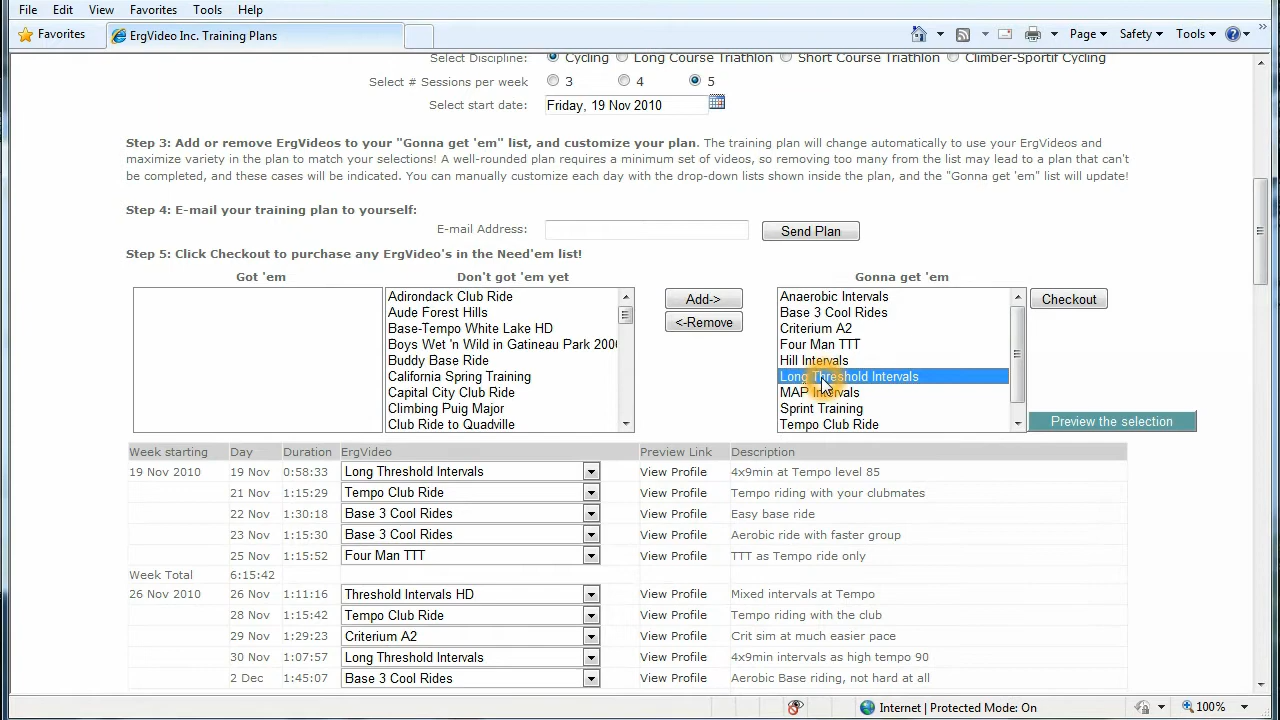 File Edit View Favorites Tools Help
Favorites ErgVideo Inc. Training Plans Page Safety Tools
Select Discipline: Cycling Long Course Triathlon Short Course Triathlon Climber-Sportif Cycling
Select # Sessions per week 3 4 5
Select start date: Friday, 19 Nov 2010
Step 3: Add or remove ErgVideos to your "Gonna get 'em" list, and customize your plan. The training plan will change automatically to use your ErgVideos and
maximize variety in the plan to match your selections! A well-rounded plan requires a minimum set of videos, so removing too many from the list may lead to a plan that can't
be completed, and these cases will be indicated. You can manually customize each day with the drop-down lists shown inside the plan, and the "Gonna get 'em" list will update!
Step 4: E-mail your training plan to yourself:
E-mail Address: Send Plan
Step 5: Click Checkout to purchase any ErgVideo's in the Need'em list!
Got 'em Don't got 'em yet Gonna get 'em
Adirondack Club Ride Add-> Anaerobic Intervals Checkout
Aude Forest Hills Base 3 Cool Rides
Base-Tempo White Lake HD <-Remove Criterium A2
Boys Wet 'n Wild in Gatineau Park 200 Four Man TTT
Buddy Base Ride Hill Intervals
California Spring Training Long Threshold Intervals
Capital City Club Ride MAP Intervals
Climbing Puig Major Sprint Training
Club Ride to Quadville Tempo Club Ride Preview the selection
Week starting Day Duration ErgVideo Preview Link Description
19 Nov 2010 19 Nov 0:58:33 Long Threshold Intervals View Profile 4x9min at Tempo level 85
21 Nov 1:15:29 Tempo Club Ride View Profile Tempo riding with your clubmates
22 Nov 1:30:18 Base 3 Cool Rides View Profile Easy base ride
23 Nov 1:15:30 Base 3 Cool Rides View Profile Aerobic ride with faster group
25 Nov 1:15:52 Four Man TTT View Profile TTT as Tempo ride only
Week Total 6:15:42
26 Nov 2010 26 Nov 1:11:16 Threshold Intervals HD View Profile Mixed intervals at Tempo
28 Nov 1:15:42 Tempo Club Ride View Profile Tempo riding with the club
29 Nov 1:29:23 Criterium A2 View Profile Crit sim at much easier pace
30 Nov 1:07:57 Long Threshold Intervals View Profile 4x9min intervals as high tempo 90
2 Dec 1:45:07 Base 3 Cool Rides View Profile Aerobic Base riding, not hard at all
Internet | Protected Mode: On 100%